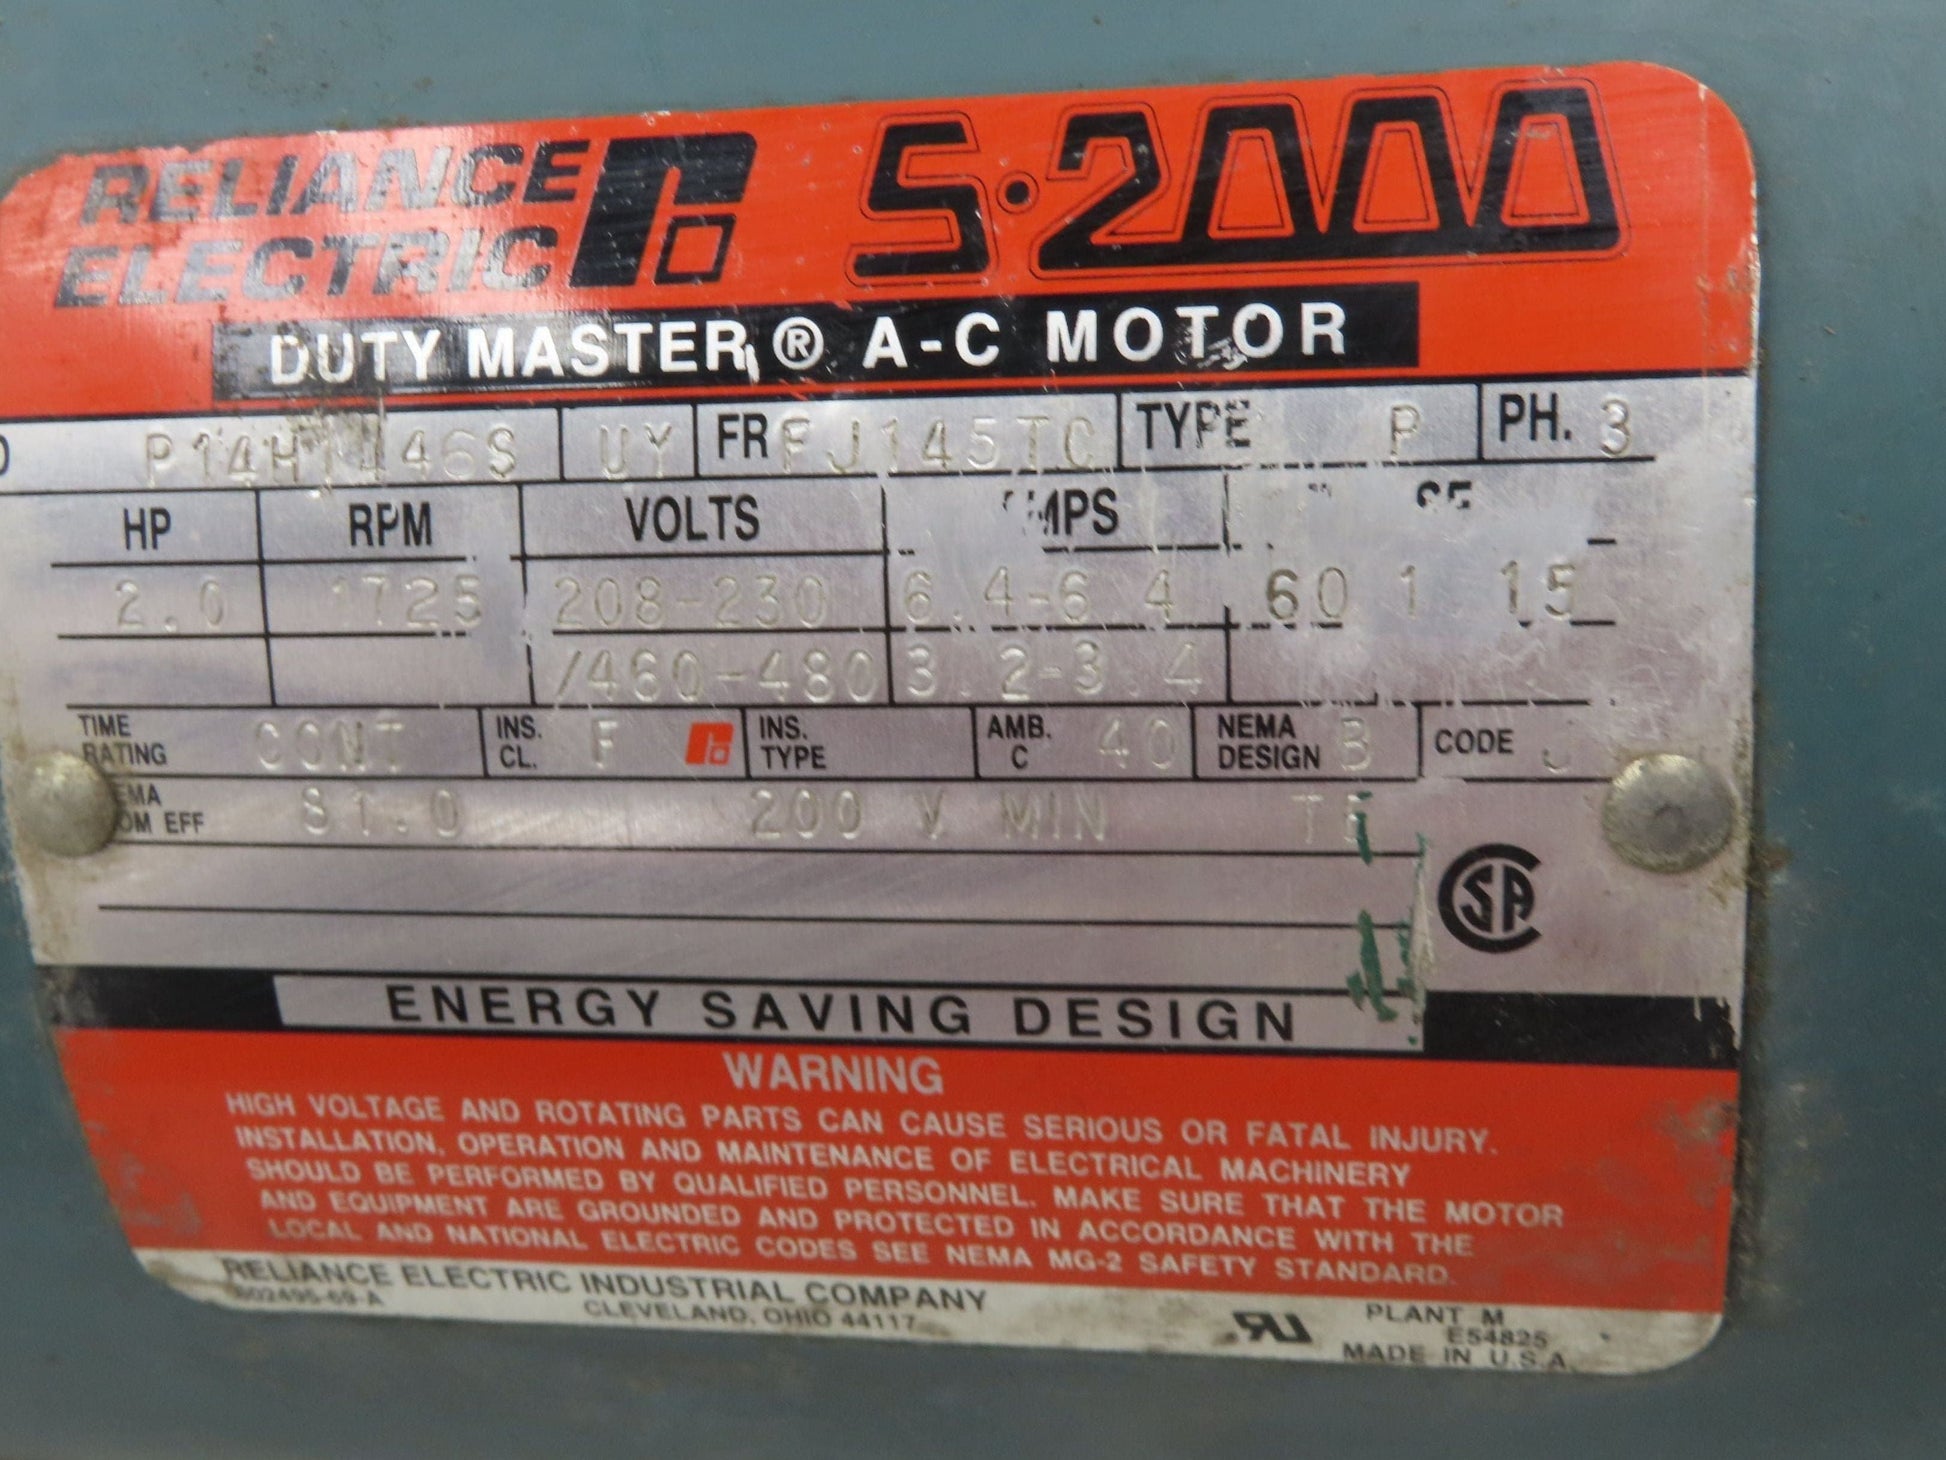 RELIANCE
ELECTRIC
S·2000
DUTY MASTER ® A-C MOTOR
P14H1446S UY FR FJ145TC TYPE P PH. 3
HP RPM VOLTS
2.0 1725 208-230 6.4-6.4 60 1.15
/460-480 3.2-3.4
TIME RATING CONT INS. CL. F INS. TYPE AMB. C 40 NEMA DESIGN B CODE
81.0 200 V MIN
CSA
ENERGY SAVING DESIGN
WARNING
HIGH VOLTAGE AND ROTATING PARTS CAN CAUSE SERIOUS OR FATAL INJURY.
INSTALLATION, OPERATION AND MAINTENANCE OF ELECTRICAL MACHINERY
SHOULD BE PERFORMED BY QUALIFIED PERSONNEL. MAKE SURE THAT THE MOTOR
AND EQUIPMENT ARE GROUNDED AND PROTECTED IN ACCORDANCE WITH THE
LOCAL AND NATIONAL ELECTRIC CODES SEE NEMA MG-2 SAFETY STANDARD.
RELIANCE ELECTRIC INDUSTRIAL COMPANY
CLEVELAND, OHIO 44117
PLANT M
E54825
MADE IN U.S.A.